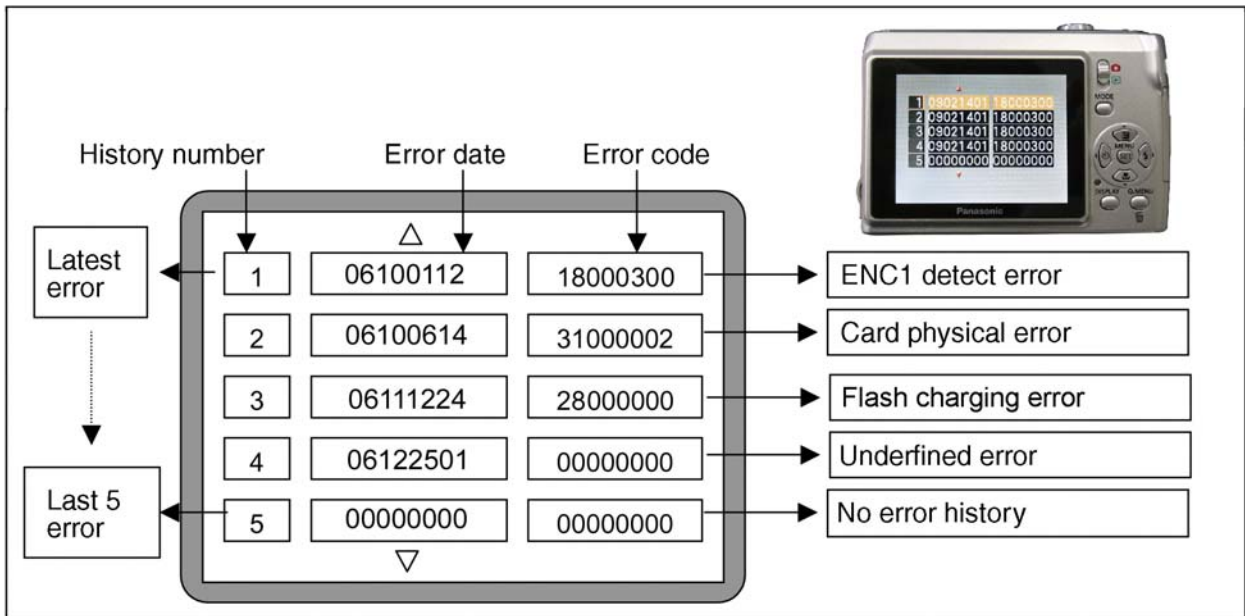 MODE
1 09021401 18000300
2 09021401 18000300
3 09021401 18000300
4 09021401 18000300
5 00000000 00000000
MENU
SET
DISPLAY Q.MENU
Panasonic
History number Error date Error code
Latest error
1 06100112 18000300 ENC1 detect error
2 06100614 31000002 Card physical error
3 06111224 28000000 Flash charging error
4 06122501 00000000 Underfined error
Last 5 error
5 00000000 00000000 No error history